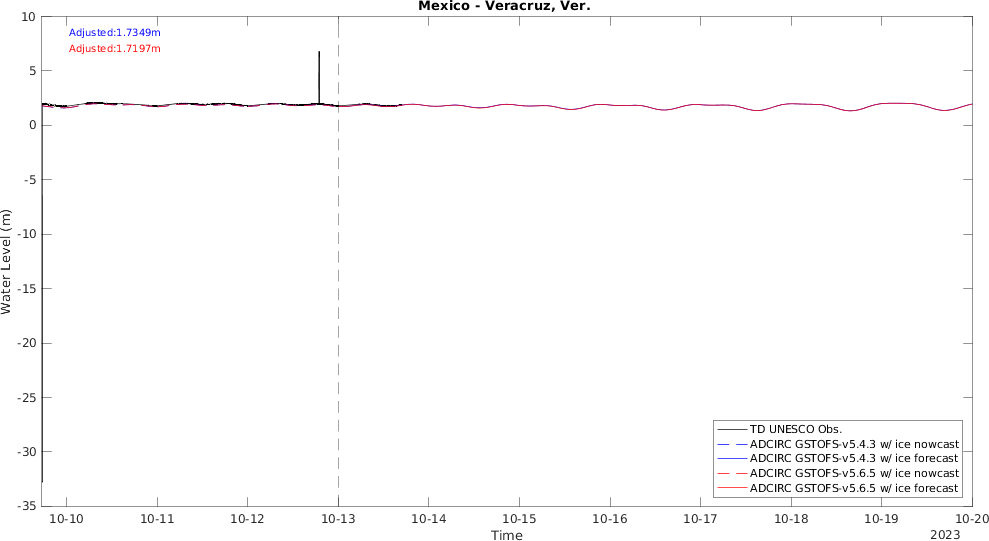 Mexico - Veracruz, Ver.
Adjusted:1.7349m
Adjusted:1.7197m
10
5
0
-5
-10
-15
-20
-25
-30
-35
Water Level (m)
TD UNESCO Obs.
ADCIRC GSTOFS-v5.4.3 w/ ice nowcast
ADCIRC GSTOFS-v5.4.3 w/ ice forecast
ADCIRC GSTOFS-v5.6.5 w/ ice nowcast
ADCIRC GSTOFS-v5.6.5 w/ ice forecast
10-10 10-11 10-12 10-13 10-14 10-15 10-16 10-17 10-18 10-19 10-20
Time
2023